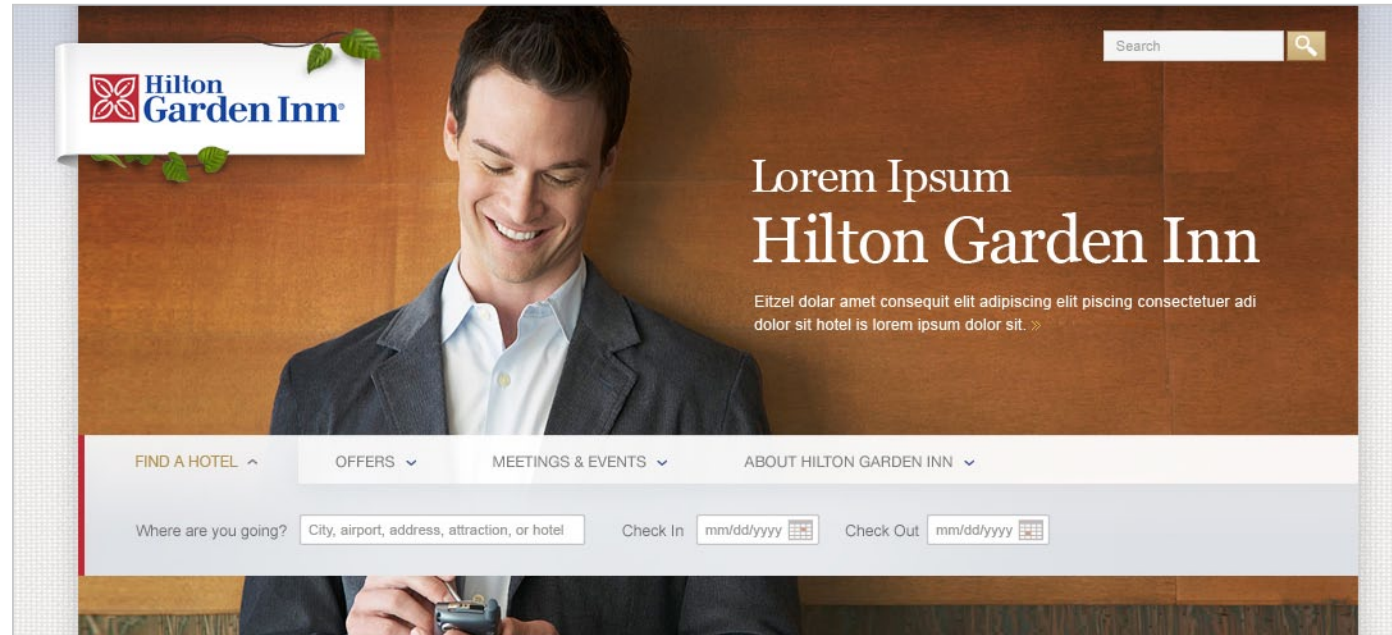 Hilton
Garden Inn®
Search
Lorem Ipsum
Hilton Garden Inn
Eitzel dolar amet consequit elit adipiscing elit piscing consectetuer adi
dolor sit hotel is lorem ipsum dolor sit. »
FIND A HOTEL OFFERS MEETINGS & EVENTS ABOUT HILTON GARDEN INN
Where are you going? City, airport, address, attraction, or hotel Check In mm/dd/yyyy Check Out mm/dd/yyyy